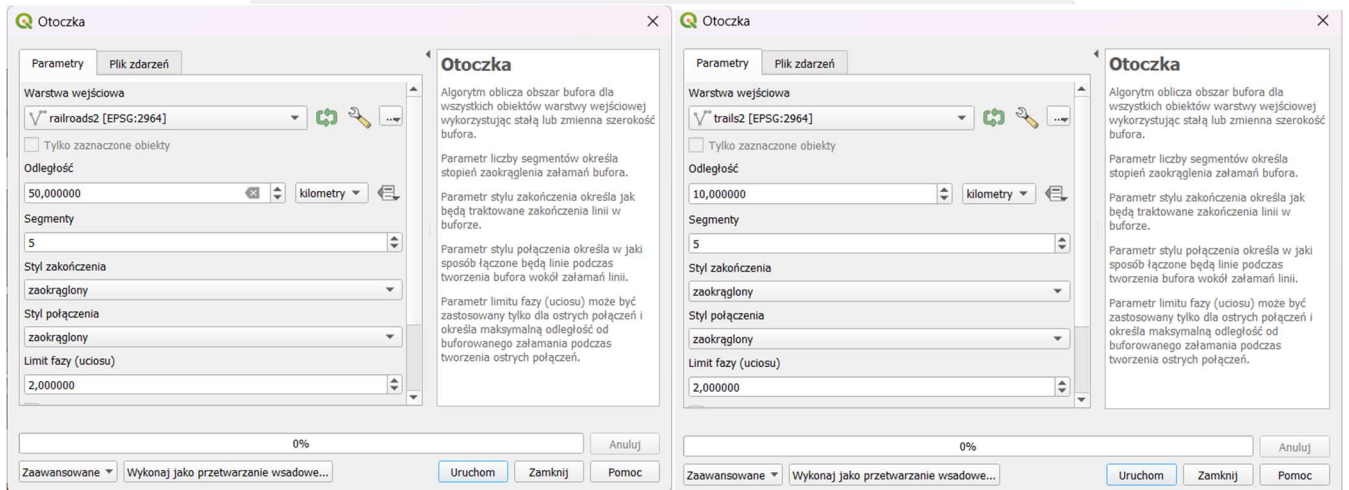 Otoczka
Parametry
Plik zdarzeń
Warstwa wejściowa
railroads2 [EPSG:2964]
...
Tylko zaznaczone obiekty
Odległość
50,000000
kilometry
Segmenty
5
Styl zakończenia
zaokrąglony
Styl połączenia
zaokrąglony
Limit fazy (uciosu)
2,000000
Otoczka
Algorytm oblicza obszar bufora dla
wszystkich obiektów warstwy wejściowej
wykorzystując stałą lub zmienna szerokość
bufora.
Parametr liczby segmentów określa
stopień zaokrąglenia załamań bufora.
Parametr stylu zakończenia określa jak
będą traktowane zakończenia linii w
buforze.
Parametr stylu połączenia określa w jaki
sposób łączone będą linie podczas
tworzenia bufora wokół załamań linii.
Parametr limitu fazy (uciosu) może być
zastosowany tylko dla ostrych połączeń i
określa maksymalną odległość od
buforowanego załamania podczas
tworzenia ostrych połączeń.
0%
Anuluj
Zaawansowane
Wykonaj jako przetwarzanie wsadowe...
Uruchom
Zamknij
Pomoc
Otoczka
Parametry
Plik zdarzeń
Warstwa wejściowa
trails2 [EPSG:2964]
...
Tylko zaznaczone obiekty
Odległość
10,000000
kilometry
Segmenty
5
Styl zakończenia
zaokrąglony
Styl połączenia
zaokrąglony
Limit fazy (uciosu)
2,000000
Otoczka
Algorytm oblicza obszar bufora dla
wszystkich obiektów warstwy wejściowej
wykorzystując stałą lub zmienna szerokość
bufora.
Parametr liczby segmentów określa
stopień zaokrąglenia załamań bufora.
Parametr stylu zakończenia określa jak
będą traktowane zakończenia linii w
buforze.
Parametr stylu połączenia określa w jaki
sposób łączone będą linie podczas
tworzenia bufora wokół załamań linii.
Parametr limitu fazy (uciosu) może być
zastosowany tylko dla ostrych połączeń i
określa maksymalną odległość od
buforowanego załamania podczas
tworzenia ostrych połączeń.
0%
Anuluj
Zaawansowane
Wykonaj jako przetwarzanie wsadowe...
Uruchom
Zamknij
Pomoc